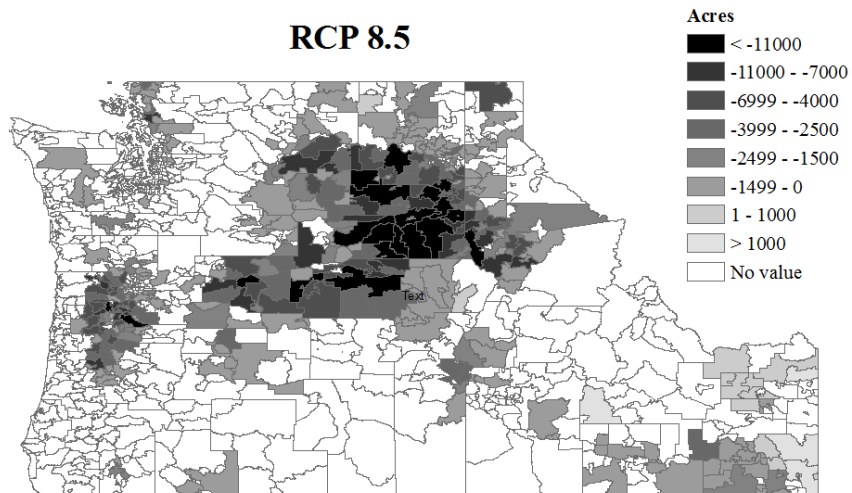 RCP 8.5
Acres
< -11000
-11000 - -7000
-6999 - -4000
-3999 - -2500
-2499 - -1500
-1499 - 0
1 - 1000
> 1000
No value
Text